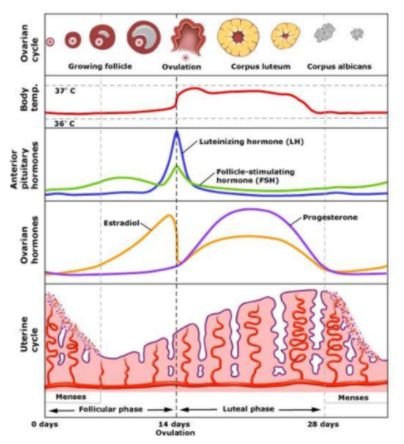 Ovarian
cycle
Growing follicle
Ovulation
Corpus luteum
Corpus albicans
Body
temp.
37° C
36° C
Anterior
pituitary
hormones
Luteinizing hormone (LH)
Follicle-stimulating
hormone (FSH)
Ovarian
hormones
Estradiol
Progesterone
Uterine
cycle
Menses
Menses
Follicular phase
Luteal phase
0 days
14 days
28 days
Ovulation